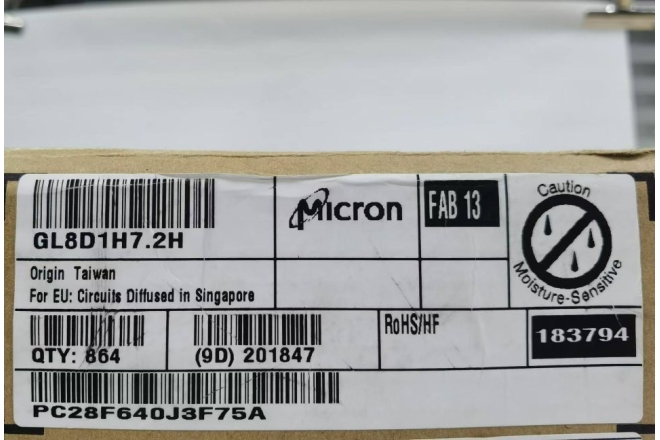 GL8D1H7.2H
Micron
FAB 13
Caution
Moisture-Sensitive
Origin Taiwan
For EU: Circuits Diffused in Singapore
QTY: 864
(9D) 201847
RoHS/HF
183794
PC28F640J3F75A